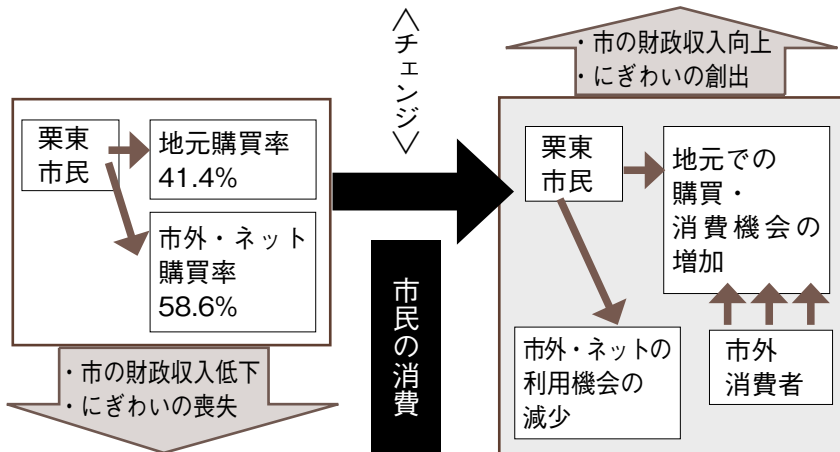 栗東
市民
地元購買率
41.4%
市外・ネット
購買率
58.6%
・市の財政収入低下
・にぎわいの喪失
〈チェンジ〉
市民の消費
・市の財政収入向上
・にぎわいの創出
栗東
市民
地元での
購買・
消費機会の
増加
市外・ネットの
利用機会の
減少
市外
消費者